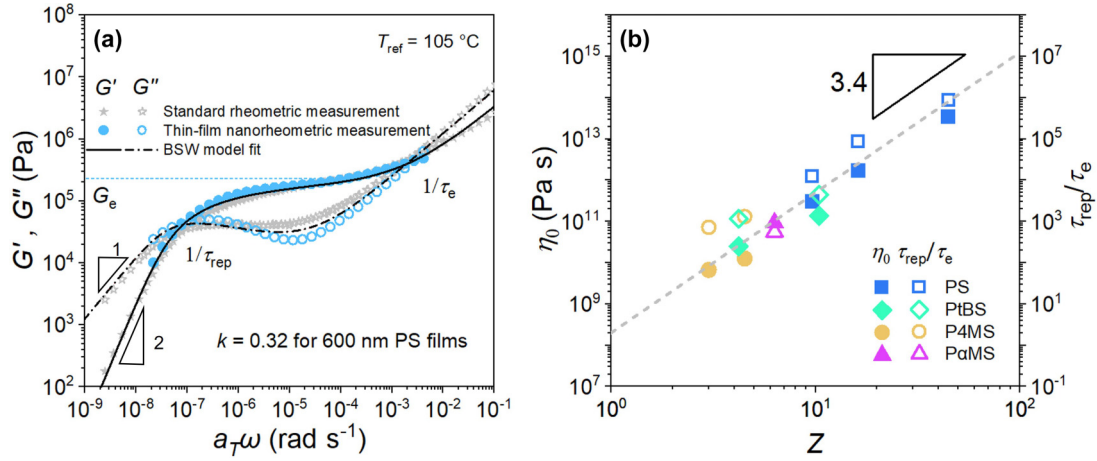 (a)
T_ref = 105 °C
G' G''
Standard rheometric measurement
Thin-film nanorheometric measurement
BSW model fit
G_e
1/τ_e
1/τ_rep
1
2
k = 0.32 for 600 nm PS films
10^8
10^7
10^6
10^5
10^4
10^3
10^2
G', G'' (Pa)
10^-9 10^-8 10^-7 10^-6 10^-5 10^-4 10^-3 10^-2 10^-1
a_Tω (rad s^-1)
(b)
3.4
10^15
10^13
10^11
10^9
10^7
η_0 (Pa s)
10^7
10^5
10^3
10^1
10^-1
τ_rep/τ_e
η_0 τ_rep/τ_e
PS
PtBS
P4MS
PαMS
10^0 10^1 10^2
Z